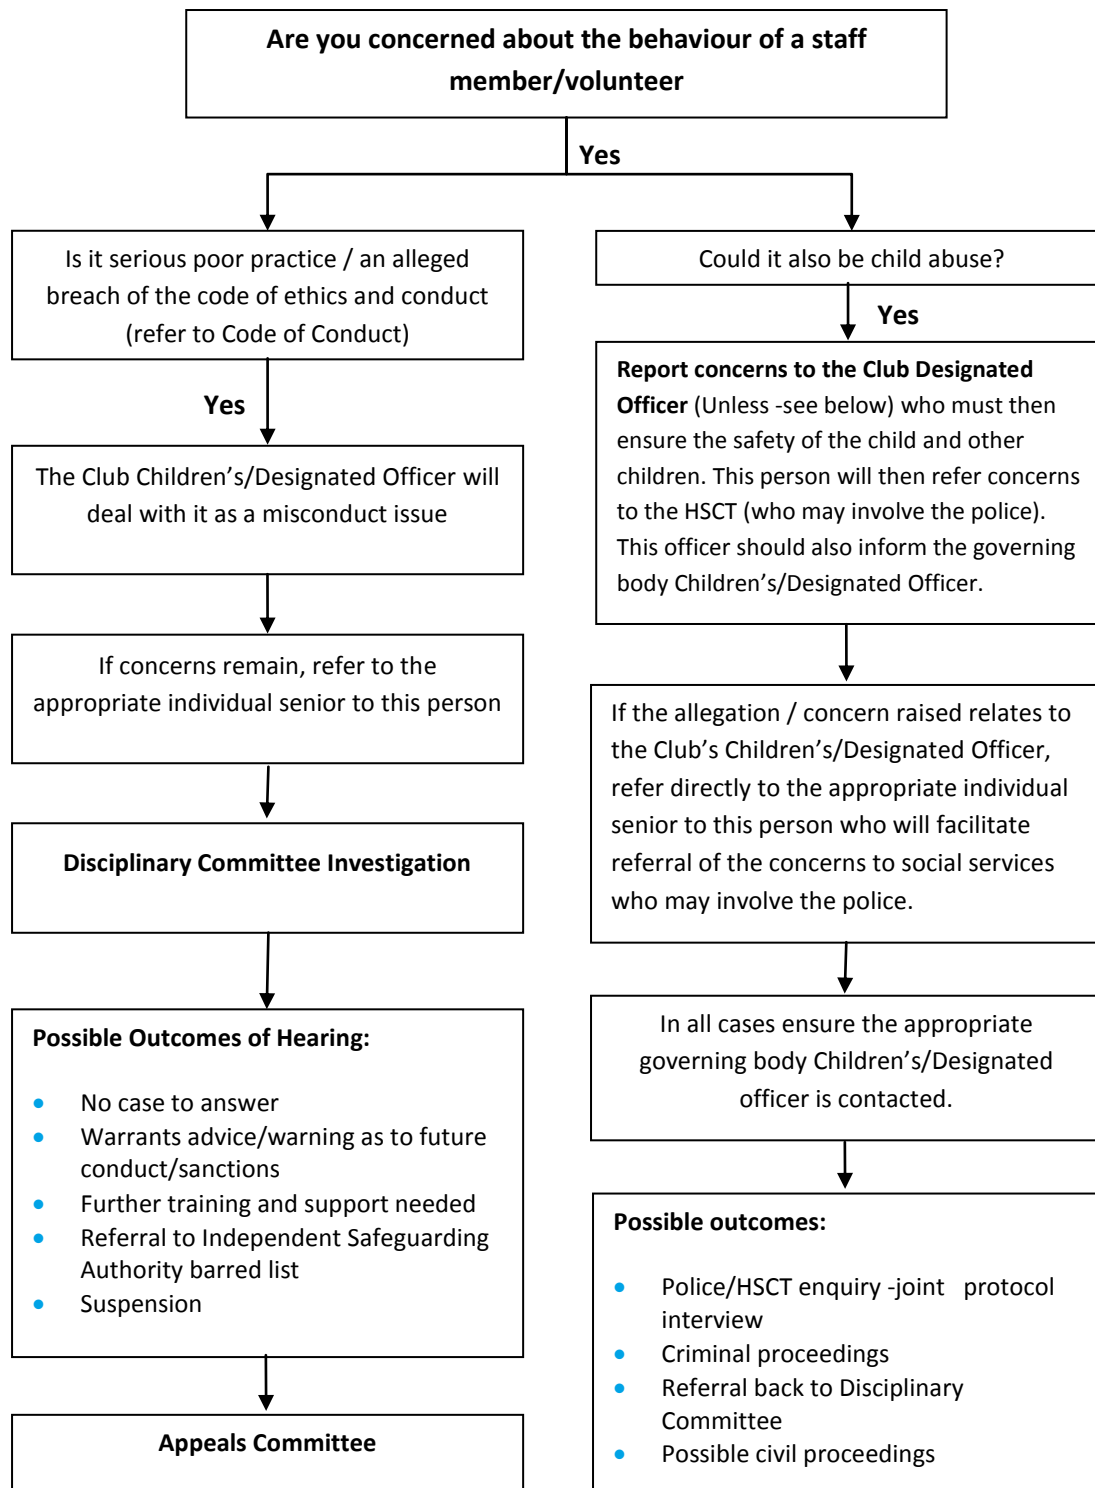 Are you concerned about the behaviour of a staff
member/volunteer
Yes
Is it serious poor practice / an alleged
breach of the code of ethics and conduct
(refer to Code of Conduct)
Yes
The Club Children’s/Designated Officer will
deal with it as a misconduct issue
If concerns remain, refer to the
appropriate individual senior to this person
Disciplinary Committee Investigation
Possible Outcomes of Hearing:
• No case to answer
• Warrants advice/warning as to future
conduct/sanctions
• Further training and support needed
• Referral to Independent Safeguarding
Authority barred list
• Suspension
Appeals Committee
Could it also be child abuse?
Yes
Report concerns to the Club Designated
Officer (Unless -see below) who must then
ensure the safety of the child and other
children. This person will then refer concerns
to the HSCT (who may involve the police).
This officer should also inform the governing
body Children’s/Designated Officer.
If the allegation / concern raised relates to
the Club’s Children’s/Designated Officer,
refer directly to the appropriate individual
senior to this person who will facilitate
referral of the concerns to social services
who may involve the police.
In all cases ensure the appropriate
governing body Children’s/Designated
officer is contacted.
Possible outcomes:
• Police/HSCT enquiry -joint protocol
interview
• Criminal proceedings
• Referral back to Disciplinary
Committee
• Possible civil proceedings